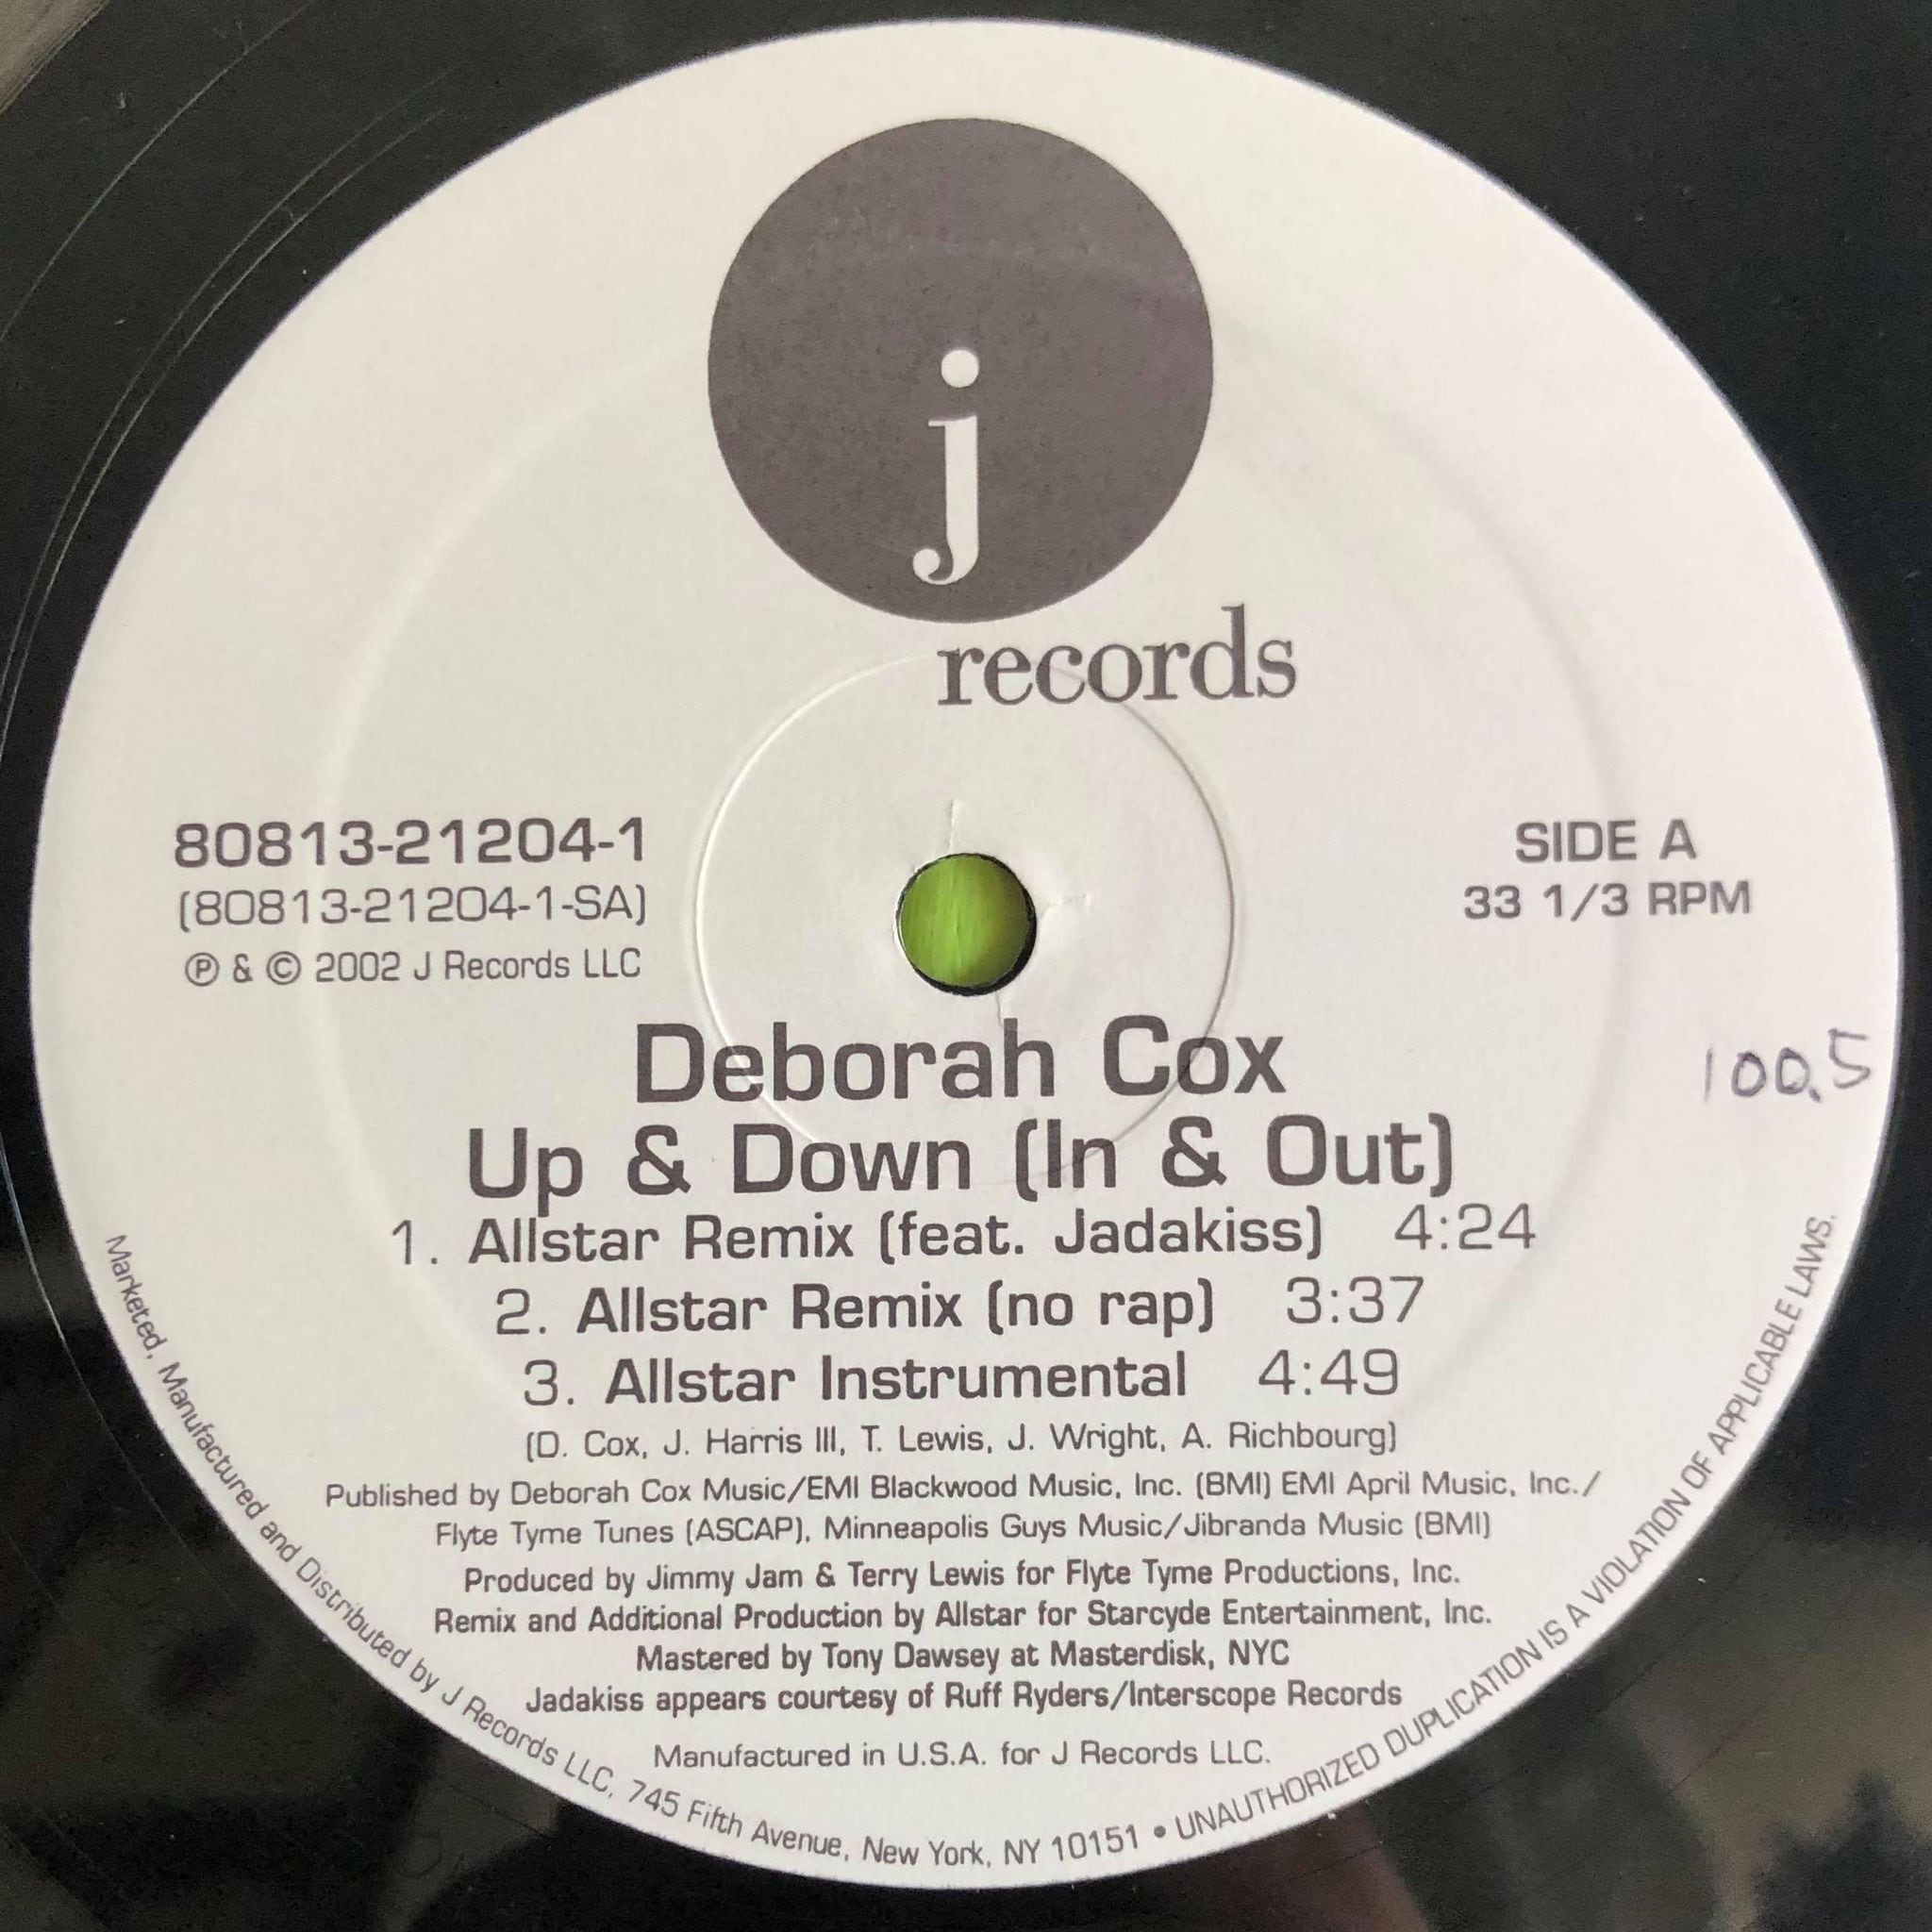 j
records
80813-21204-1
(80813-21204-1-SA)
Ⓟ & © 2002 J Records LLC
SIDE A
33 1/3 RPM
100.5
Deborah Cox
Up & Down (In & Out)
1. Allstar Remix (feat. Jadakiss) 4:24
2. Allstar Remix (no rap) 3:37
3. Allstar Instrumental 4:49
(D. Cox, J. Harris III, T. Lewis, J. Wright, A. Richbourg)
Published by Deborah Cox Music/EMI Blackwood Music, Inc. (BMI) EMI April Music, Inc./
Flyte Tyme Tunes (ASCAP), Minneapolis Guys Music/Jibranda Music (BMI)
Produced by Jimmy Jam & Terry Lewis for Flyte Tyme Productions, Inc.
Remix and Additional Production by Allstar for Starcyde Entertainment, Inc.
Mastered by Tony Dawsey at Masterdisk, NYC
Jadakiss appears courtesy of Ruff Ryders/Interscope Records
Manufactured in U.S.A. for J Records LLC.
Marketed, Manufactured and Distributed by J Records LLC, 745 Fifth Avenue, New York, NY 10151 • UNAUTHORIZED DUPLICATION IS A VIOLATION OF APPLICABLE LAWS.